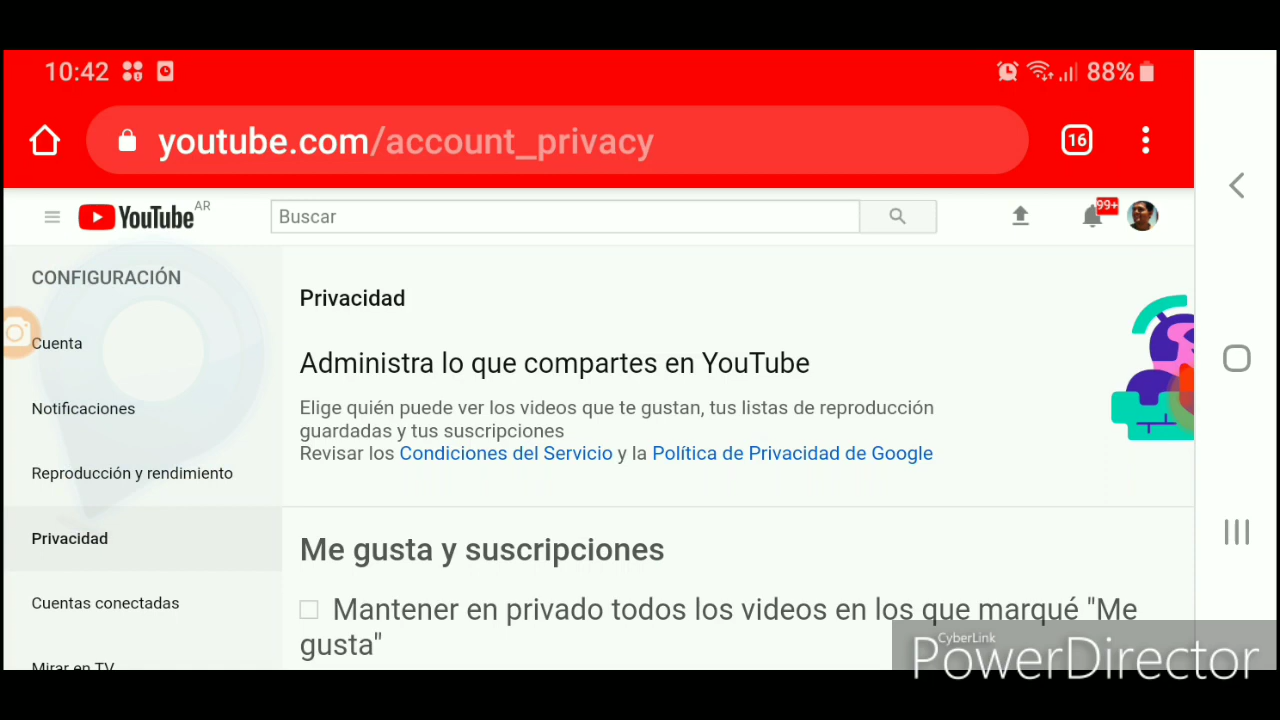 10:42 88%
youtube.com/account_privacy 16
YouTube AR Buscar 99+
CONFIGURACIÓN
Cuenta
Notificaciones
Reproducción y rendimiento
Privacidad
Cuentas conectadas
Mirar en TV
Privacidad
Administra lo que compartes en YouTube
Elige quién puede ver los videos que te gustan, tus listas de reproducción
guardadas y tus suscripciones
Revisar los Condiciones del Servicio y la Política de Privacidad de Google
Me gusta y suscripciones
Mantener en privado todos los videos en los que marqué "Me
gusta"
CyberLink
PowerDirector